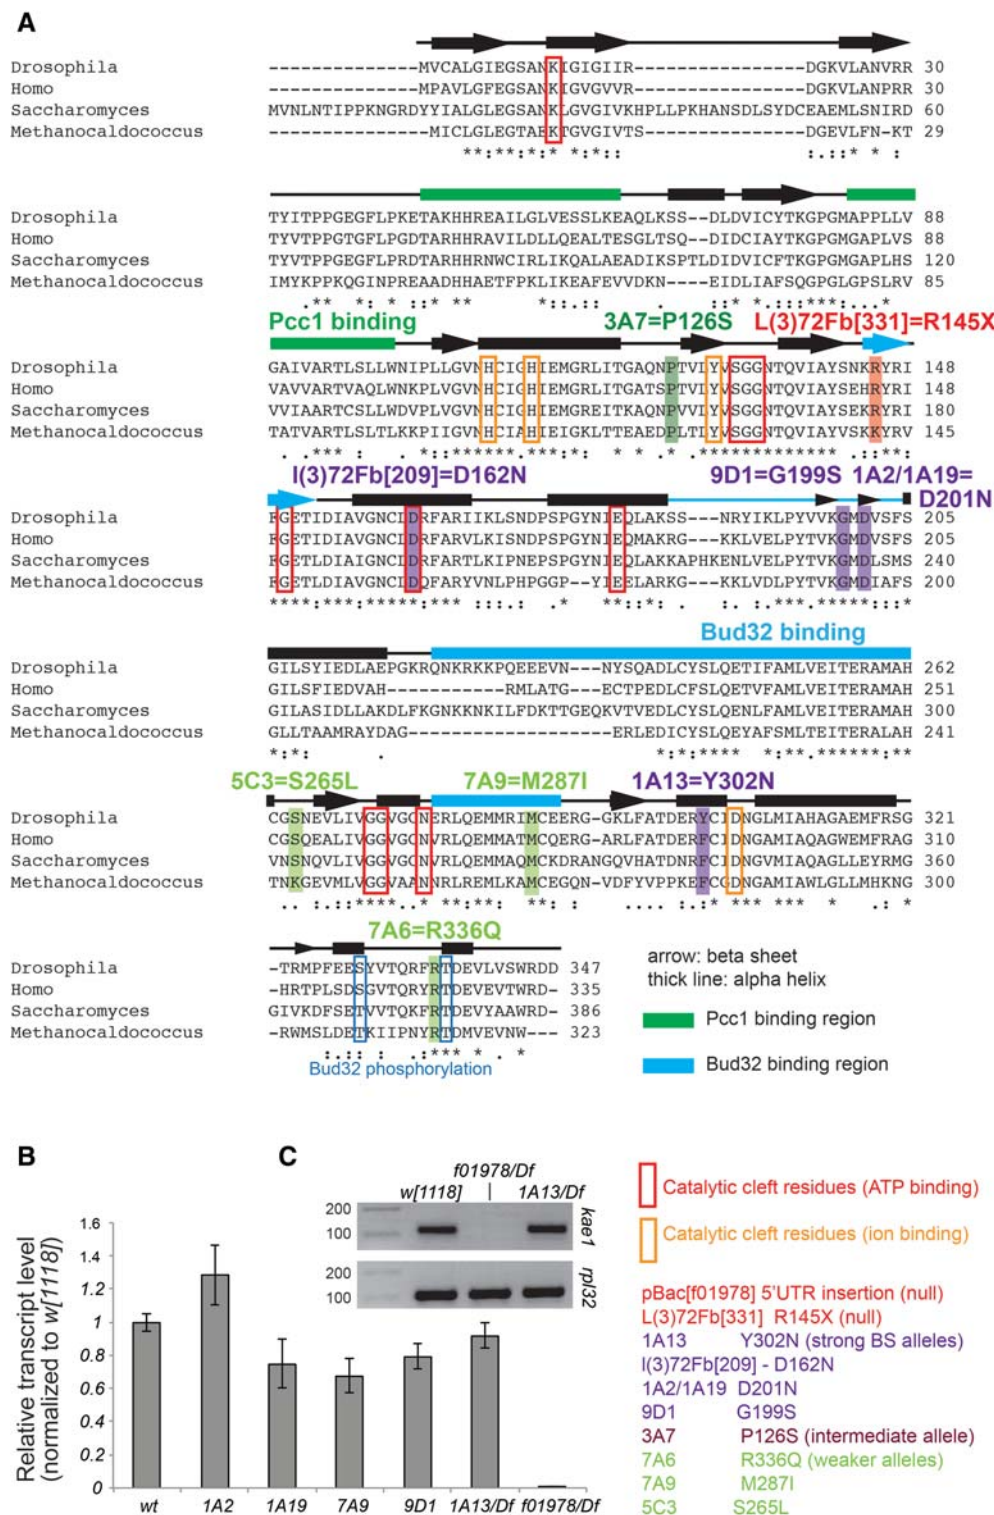 A
Drosophila ---------------MVCALGIEGSANKIGIGIIR-----------------DGKVLANVRR 30
Homo ---------------MPAVLGFEGSANKIGVGVVR-----------------DGKVLANPRR 30
Saccharomyces MVNLNTIPPKNGRDYYIALGLEGSANKLGVGIVKHPLLPKHANSDLSYDCEAEMLSNIRD 60
Methanocaldococcus ----------------MICLGLEGTAEKTGVGIVTS----------------DGEVLFN-KT 29
**:**:* *:*:: :.:* * :
Drosophila TYITPPGEGFLPKETAKHHREAILGLVESSLKEAQLKSS--DLDVICYTKGPGMAPPLLV 88
Homo TYVTPPGTGFLPGDTARHHRAVILDLLQEALTESGLTSQ--DIDCIAYTKGPGMGAPLVS 88
Saccharomyces TYVTPPGEGFLPRDTARHHRNWCIRLIKQALAEADIKSPTLDIDVICFTKGPGMGAPLHS 120
Methanocaldococcus IMYKPPKQGINPREAADHHAETFPKLIKEAFEVVDKN----EIDLIAFSQGPGLGPSLRV 85
Pcc1 binding 3A7=P126S L(3)72Fb[331]=R145X
Drosophila GAIVARTLSLLWNIPLLGVNHCIGHIEMGRLITGAQNPTVLYVSGGNTQVIAYSNKRYRI 148
Homo VAVVARTVAQLWNKPLVGVNHCIGHIEMGRLITGATSPTVLYVSGGNTQVIAYSEHRYRI 148
Saccharomyces VVIAARTCSLLWDVPLVGVNHCIGHIEMGREITKAQNPVVLYVSGGNTQVIAYSEKRYRI 180
Methanocaldococcus TATVARTLSLTLKKPIIGVNHCIAHIEIGKLTTEAEDPLTLYVSGGNTQVIAYVSKKYRV 145
I(3)72Fb[209]=D162N 9D1=G199S 1A2/1A19=
D201N
Drosophila FGETIDIAVGNCLDRFARIIKLSNDPSPGYNIEQLAKSS---NRYIKLPYVVKGMDVSFS 205
Homo FGETIDIAVGNCLDRFARVLKISNDPSPGYNIEQMAKRG---KKLVELPYTVKGMDVSFS 205
Saccharomyces FGETLDIAIGNCLDRFARTLKIPNEPSPGYNIEQLAKKAPHKENLVELPYTVKGMDLSMS 240
Methanocaldococcus FGETLDIAVGNCLDQFARYVNLPHPGGP--YIEELARKG---KKLVDLPYTVKGMDIAFS 200
Bud32 binding
Drosophila GILSYIEDLAEPGKRQNKRKKPQEEEVN---NYSQADLCYSLQETIFAMLVEITERAMAH 262
Homo GILSFIEDVAH-----------RMLATG---ECTPEDLCFSLQETVFAMLVEITERAMAH 251
Saccharomyces GILASIDLLAKDLFKGNKKNKILFDKTTGEQKVTVEDLCYSLQENLFAMLVEITERAMAH 300
Methanocaldococcus GLLTAAMRAYDAG-----------------ERLEDICYSLQEYAFSMLTEITERALAH 241
5C3=S265L 7A9=M287I 1A13=Y302N
Drosophila CGSNEVLIVGGVGCNERLQEMMRIMCEERG-GKLFATDERYCIDNGLMIAHAGAEMFRSG 321
Homo CGSQEALIVGGVGCNVRLQEMMATMCQERG-ARLFATDERFCIDNGAMIAQAGWEMFRAG 310
Saccharomyces VNSNQVLIVGGVGCNVRLQEMMAQMCKDRANGQVHATDNRFCIDNGVMIAQAGLLEYRMG 360
Methanocaldococcus TNKGEVMLVGGVAANNRLREMLKAMCEGQNV-DFYVPPKEFCGDNGAMIAWLGLLMHKNG 300
7A6=R336Q
Drosophila -TRMPFEESYVTQRFRTDEVLVSWRDD 347
Homo -HRTPLSDSGVTQRYRTDEVEVTWRD- 335
Saccharomyces GIVKDFSETVVTQKFRTDEVYAAWRD- 386
Methanocaldococcus -RWMSLDETKIIPNYRTDMVEVNW--- 323
Bud32 phosphorylation
arrow: beta sheet
thick line: alpha helix
Pcc1 binding region
Bud32 binding region
B
Relative transcript level
(normalized to w[1118])
1.6
1.4
1.2
1
0.8
0.6
0.4
0.2
0
wt 1A2 1A19 7A9 9D1 1A13/Df f01978/Df
C
f01978/Df
w[1118] | 1A13/Df
200
100
kae1
200
100
rpl32
Catalytic cleft residues (ATP binding)
Catalytic cleft residues (ion binding)
pBac[f01978] 5'UTR insertion (null)
L(3)72Fb[331] R145X (null)
1A13 Y302N (strong BS alleles)
I(3)72Fb[209] - D162N
1A2/1A19 D201N
9D1 G199S
3A7 P126S (intermediate allele)
7A6 R336Q (weaker alleles)
7A9 M287I
5C3 S265L